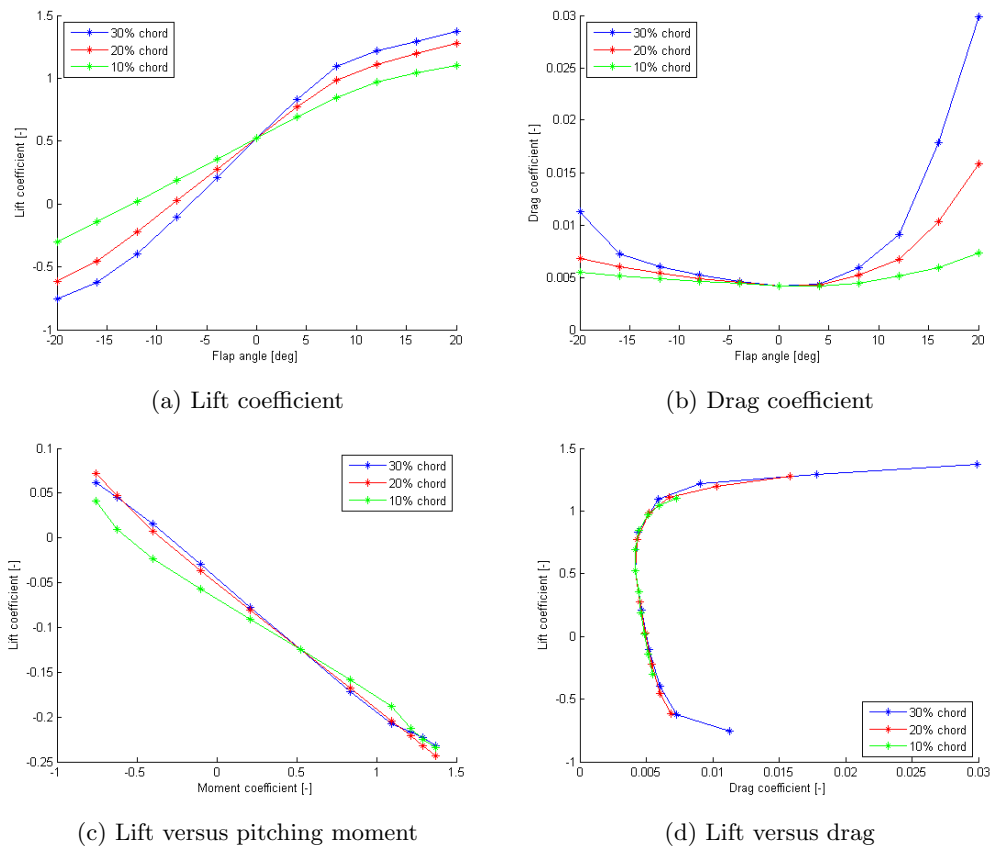 1.5
1
0.5
0
-0.5
-1
Lift coefficient [-]
30% chord
20% chord
10% chord
-20
-15
-10
-5
0
5
10
15
20
Flap angle [deg]
(a) Lift coefficient
0.03
0.025
0.02
0.015
0.01
0.005
0
Drag coefficient [-]
30% chord
20% chord
10% chord
-20
-15
-10
-5
0
5
10
15
20
Flap angle [deg]
(b) Drag coefficient
0.1
0.05
0
-0.05
-0.1
-0.15
-0.2
-0.25
Lift coefficient [-]
30% chord
20% chord
10% chord
-1
-0.5
0
0.5
1
1.5
Moment coefficient [-]
(c) Lift versus pitching moment
1.5
1
0.5
0
-0.5
-1
Lift coefficient [-]
30% chord
20% chord
10% chord
0
0.005
0.01
0.015
0.02
0.025
0.03
Drag coefficient [-]
(d) Lift versus drag